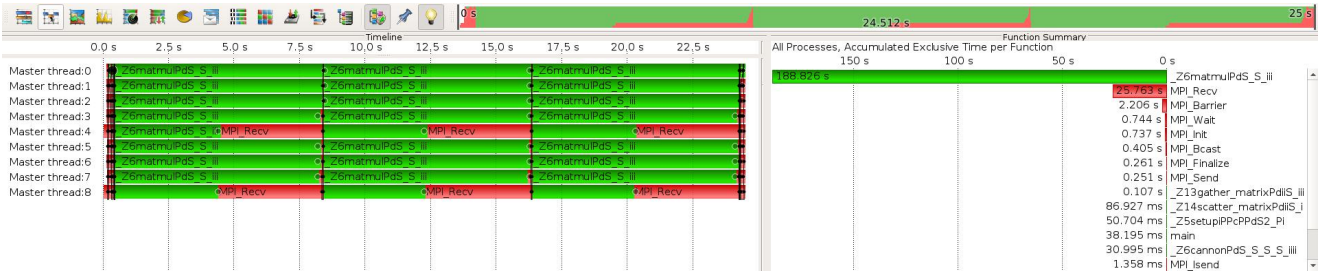 0 s 24.512 s 25 s
Timeline
0.0 s 2.5 s 5.0 s 7.5 s 10.0 s 12.5 s 15.0 s 17.5 s 20.0 s 22.5 s
Master thread:0 _Z6matmulPdS_S_iii _Z6matmulPdS_S_iii _Z6matmulPdS_S_iii
Master thread:1 _Z6matmulPdS_S_iii _Z6matmulPdS_S_iii _Z6matmulPdS_S_iii
Master thread:2 _Z6matmulPdS_S_iii _Z6matmulPdS_S_iii _Z6matmulPdS_S_iii
Master thread:3 _Z6matmulPdS_S_iii _Z6matmulPdS_S_iii _Z6matmulPdS_S_iii
Master thread:4 _Z6matmulPdS_S_iii MPI_Recv _Z6matmulPdS_S_iii MPI_Recv _Z6matmulPdS_S_iii MPI_Recv
Master thread:5 _Z6matmulPdS_S_iii _Z6matmulPdS_S_iii _Z6matmulPdS_S_iii
Master thread:6 _Z6matmulPdS_S_iii _Z6matmulPdS_S_iii _Z6matmulPdS_S_iii
Master thread:7 _Z6matmulPdS_S_iii _Z6matmulPdS_S_iii _Z6matmulPdS_S_iii
Master thread:8 _Z6matmulPdS_S_iii MPI_Recv _Z6matmulPdS_S_iii MPI_Recv _Z6matmulPdS_S_iii MPI_Recv
Function Summary
All Processes, Accumulated Exclusive Time per Function
150 s 100 s 50 s 0 s
188.826 s _Z6matmulPdS_S_iii
25.763 s MPI_Recv
2.206 s MPI_Barrier
0.744 s MPI_Wait
0.737 s MPI_Init
0.405 s MPI_Bcast
0.261 s MPI_Finalize
0.251 s MPI_Send
0.107 s _Z13gather_matrixPdiiS_iii
86.927 ms _Z14scatter_matrixPdiiS_i
50.704 ms _Z5setupiPPcPPdS2_Pi
38.195 ms main
30.995 ms _Z6cannonPdS_S_S_S_iiii
1.358 ms MPI_Isend